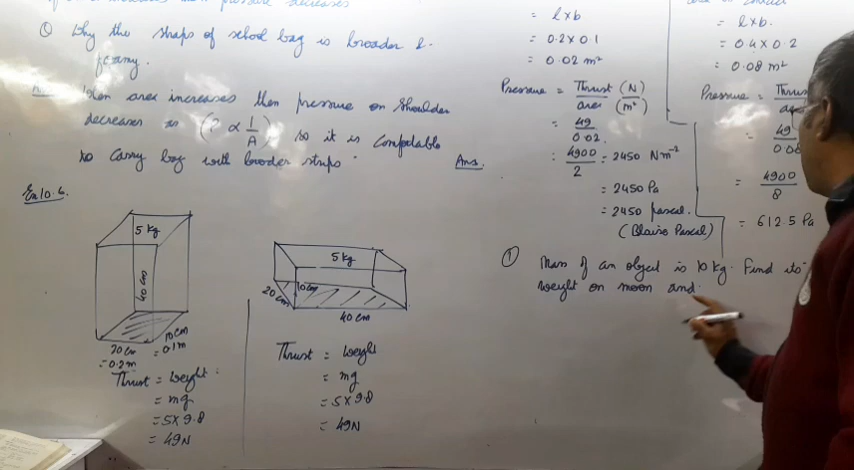 then pressure decreases
Q Why the straps of school bag is broader &
When area increases then pressure on shoulder
decreases as (P ∝ 1/A) so it is comfortable
to carry bag with broader straps.
Ans.
Ex 10.6.
5 kg
40 cm
20 cm
= 0.2 m
10 cm
= 0.1 m
Thrust = weight
= mg
= 5 × 9.8
= 49 N
5 kg
20 cm
10 cm
40 cm
Thrust = weight
= mg
= 5 × 9.8
= 49 N
= l × b
= 0.2 × 0.1
= 0.02 m²
Pressure = Thrust (N)
area (m²)
= 49
0.02
= 4900 = 2450 Nm⁻²
2
= 2450 Pa
= 2450 pascal.
(Blaise Pascal)
= l × b.
= 0.4 × 0.2
= 0.08 m²
Pressure =
= 49
= 4900
8
= 612.5 Pa
① Mass of an object is 10 kg. Find its
weight on moon and